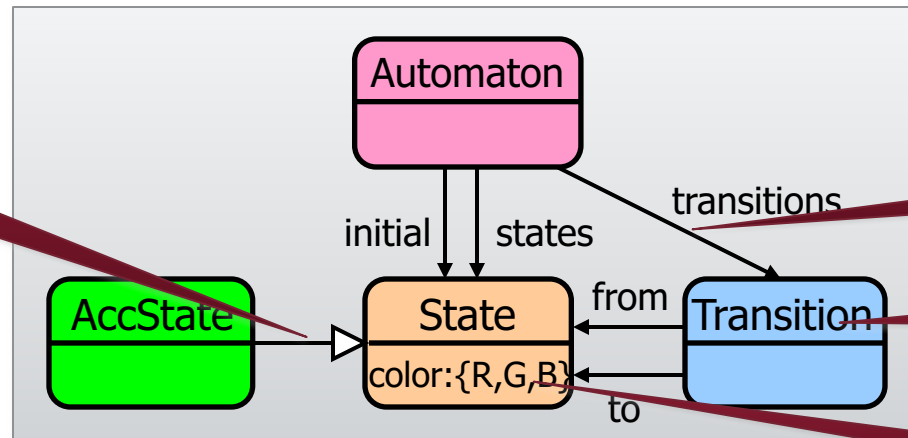 Automaton
transitions
initial
states
AccState
State
from
Transition
color:{R,G,B}
to